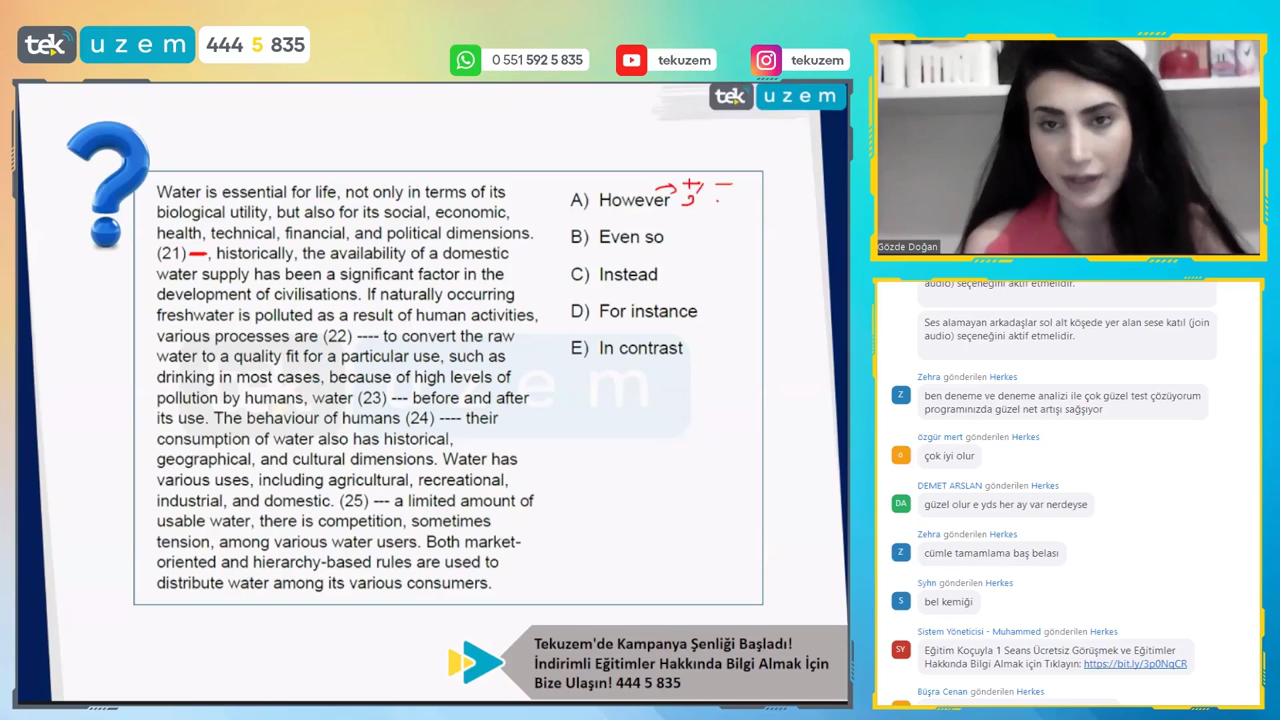 tek uzem 444 5 835
0 551 592 5 835
tekuzem
tekuzem
tek uzem
Water is essential for life, not only in terms of its
biological utility, but also for its social, economic,
health, technical, financial, and political dimensions.
(21) ━, historically, the availability of a domestic
water supply has been a significant factor in the
development of civilisations. If naturally occurring
freshwater is polluted as a result of human activities,
various processes are (22) ---- to convert the raw
water to a quality fit for a particular use, such as
drinking in most cases, because of high levels of
pollution by humans, water (23) --- before and after
its use. The behaviour of humans (24) ---- their
consumption of water also has historical,
geographical, and cultural dimensions. Water has
various uses, including agricultural, recreational,
industrial, and domestic. (25) --- a limited amount of
usable water, there is competition, sometimes
tension, among various water users. Both market-
oriented and hierarchy-based rules are used to
distribute water among its various consumers.
A) However
B) Even so
C) Instead
D) For instance
E) In contrast
Tekuzem'de Kampanya Şenliği Başladı!
İndirimli Eğitimler Hakkında Bilgi Almak İçin
Bize Ulaşın! 444 5 835
Gözde Doğan
audio) seçeneğini aktif etmelidir.
Ses alamayan arkadaşlar sol alt köşede yer alan sese katıl (join
audio) seçeneğini aktif etmelidir.
Zehra gönderilen Herkes
Z
ben deneme ve deneme analizi ile çok güzel test çözüyorum
programınızda güzel net artışı sağşıyor
özgür mert gönderilen Herkes
ö
çok iyi olur
DEMET ARSLAN gönderilen Herkes
DA
güzel olur e yds her ay var nerdeyse
Zehra gönderilen Herkes
Z
cümle tamamlama baş belası
Syhn gönderilen Herkes
S
bel kemiği
Sistem Yöneticisi - Muhammed gönderilen Herkes
SY
Eğitim Koçuyla 1 Seans Ücretsiz Görüşmek ve Eğitimler
Hakkında Bilgi Almak için Tıklayın: https://bit.ly/3p0NqCR
Büşra Cenan gönderilen Herkes